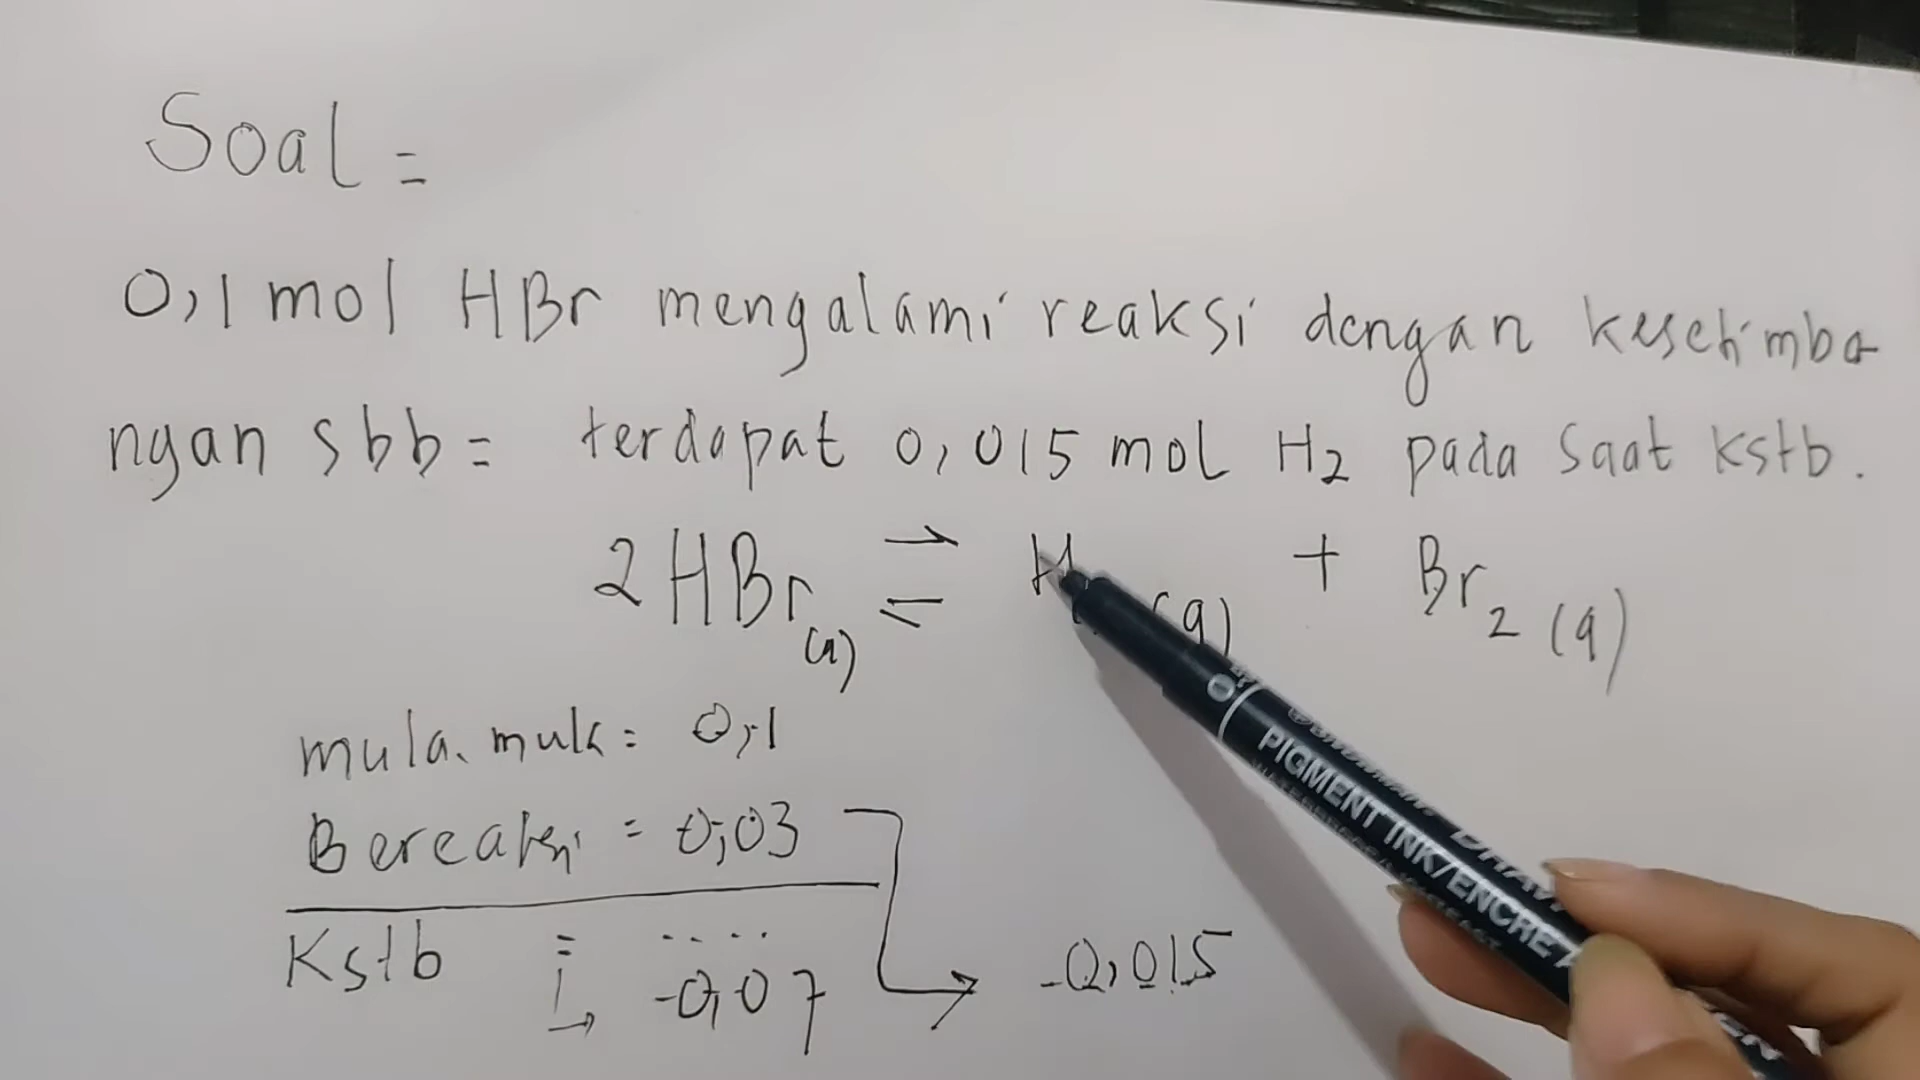 Soal =
0,1 mol HBr mengalami reaksi dengan kesetimba
ngan sbb = terdapat 0,015 mol H2 pada saat Kstb.
2HBr(g) ⇌ H (g) + Br2 (g)
mula. mula = 0,1
Bereaksi = 0,03
Kstb = ....
0,07
0,015
PIGMENT INK/ENCRE